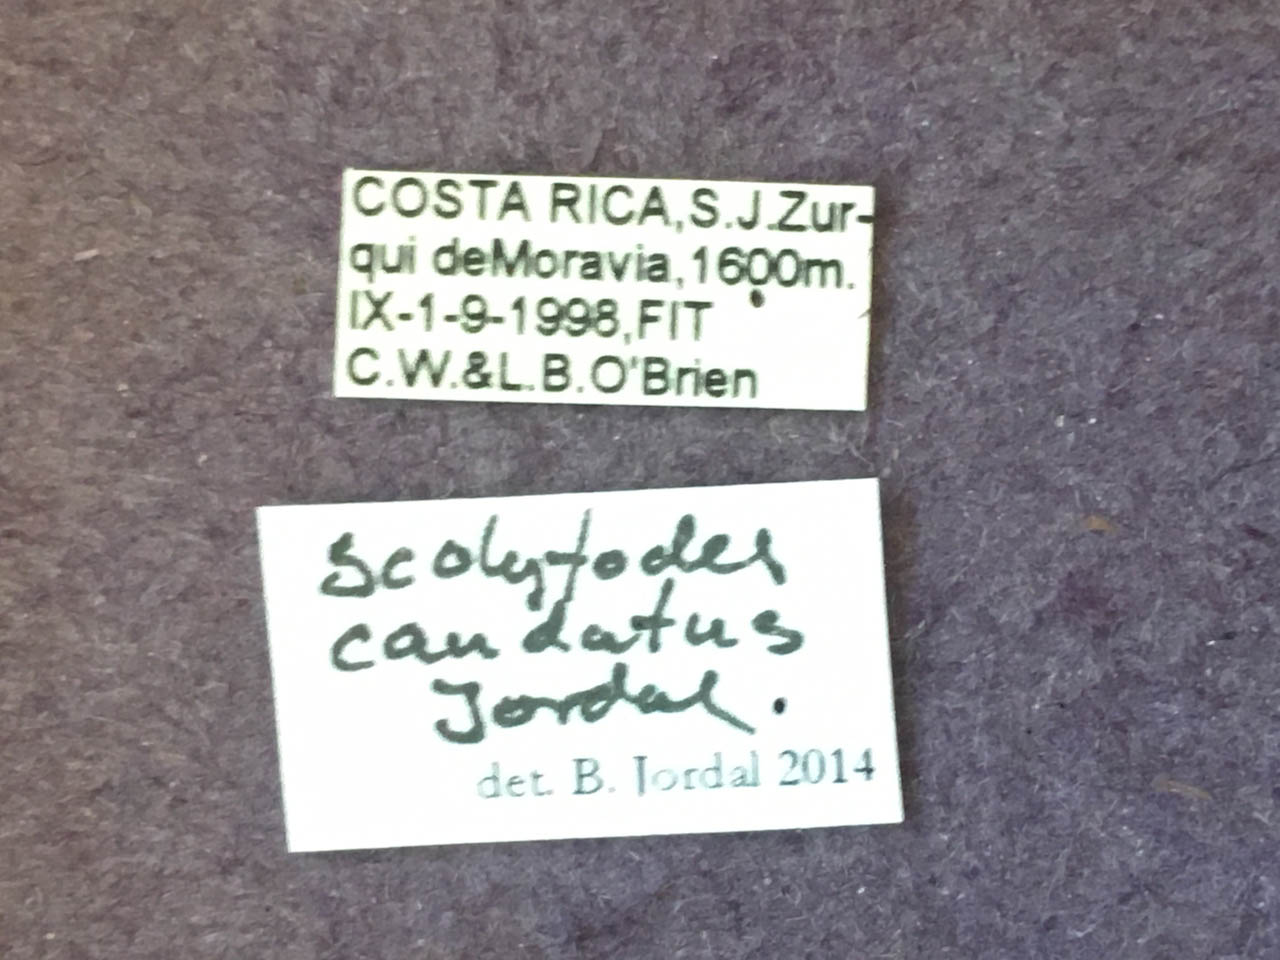 COSTA RICA,S.J.Zur-
qui deMoravia,1600m.
IX-1-9-1998,FIT
C.W.&L.B.O'Brien
Scolytodes
caudatus
Jordal.
det. B. Jordal 2014